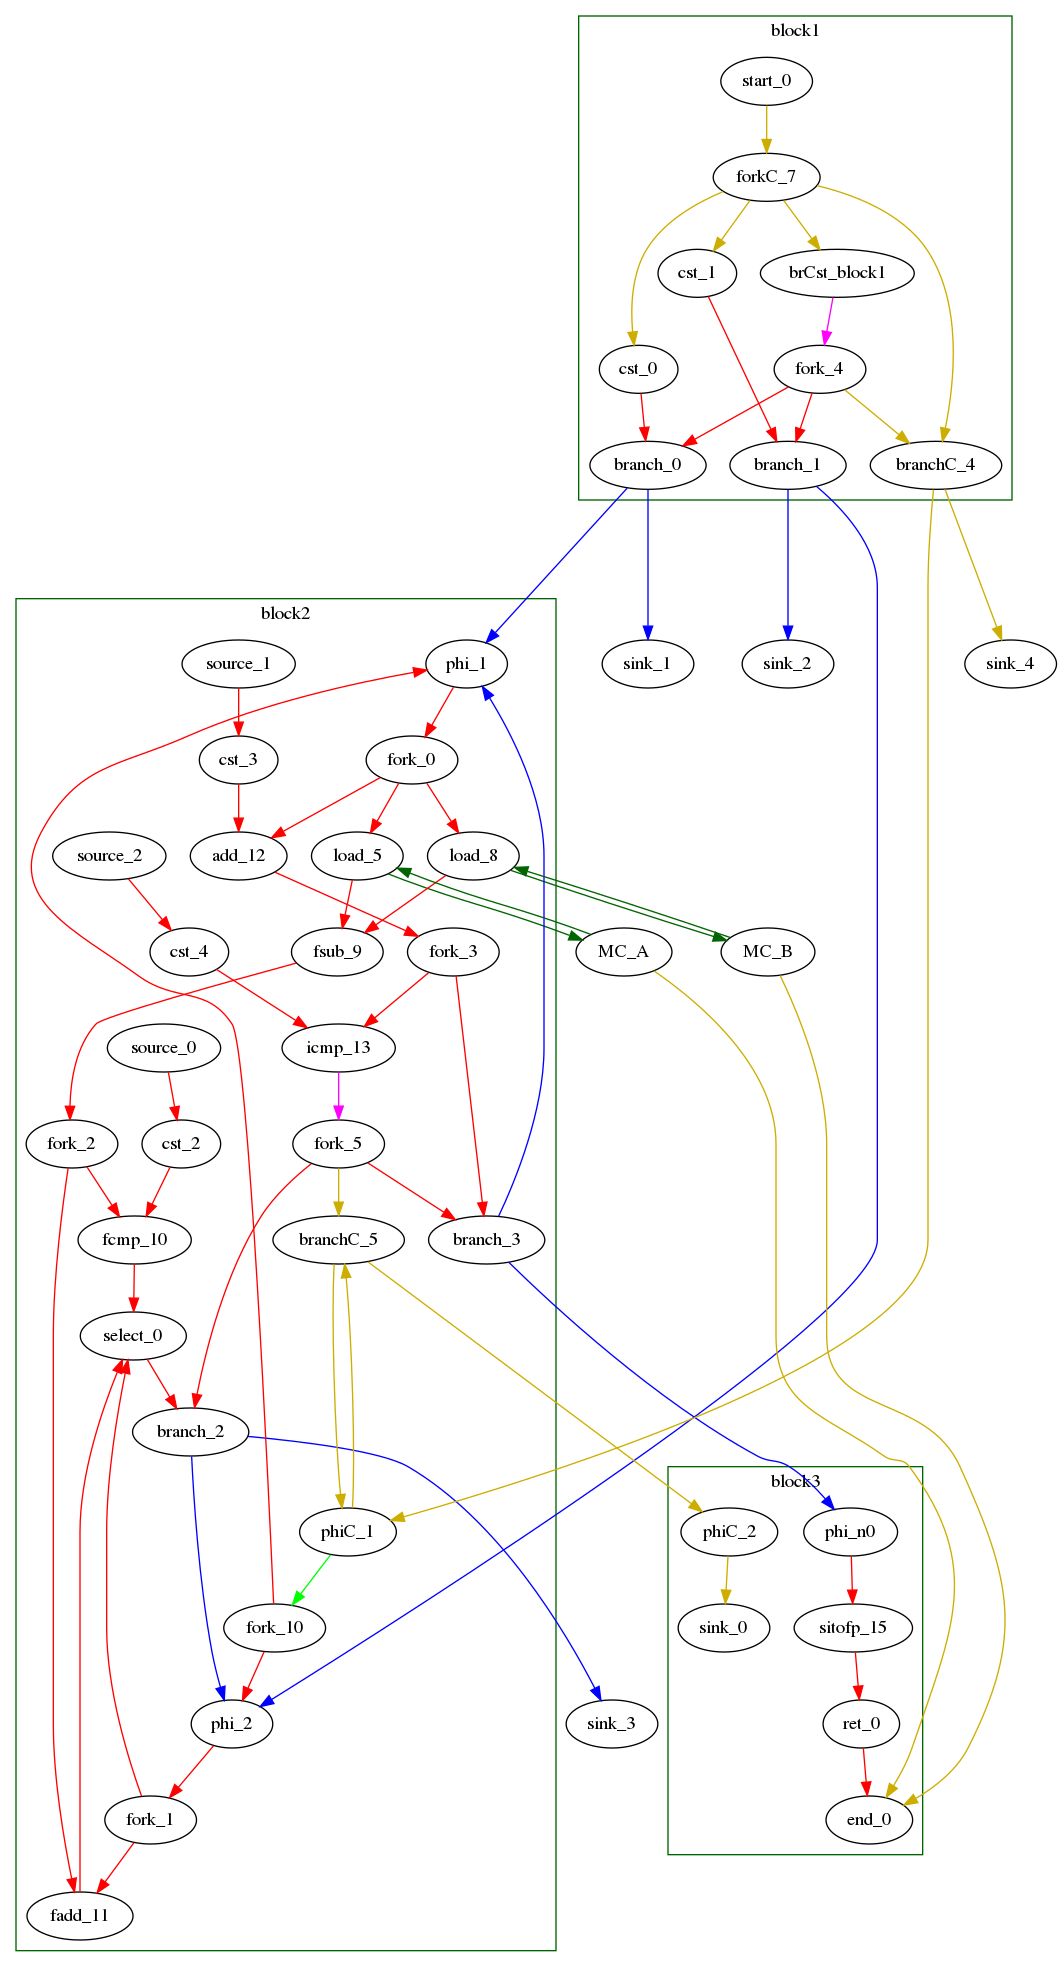 block1
start_0
forkC_7
cst_1
brCst_block1
cst_0
fork_4
branch_0
branch_1
branchC_4
block2
source_1
phi_1
sink_1
sink_2
sink_4
cst_3
fork_0
source_2
add_12
load_5
load_8
cst_4
fsub_9
fork_3
MC_A
MC_B
source_0
icmp_13
fork_2
cst_2
fork_5
fcmp_10
branchC_5
branch_3
select_0
branch_2
block3
phiC_1
phiC_2
phi_n0
fork_10
sink_0
sitofp_15
phi_2
sink_3
ret_0
fork_1
end_0
fadd_11